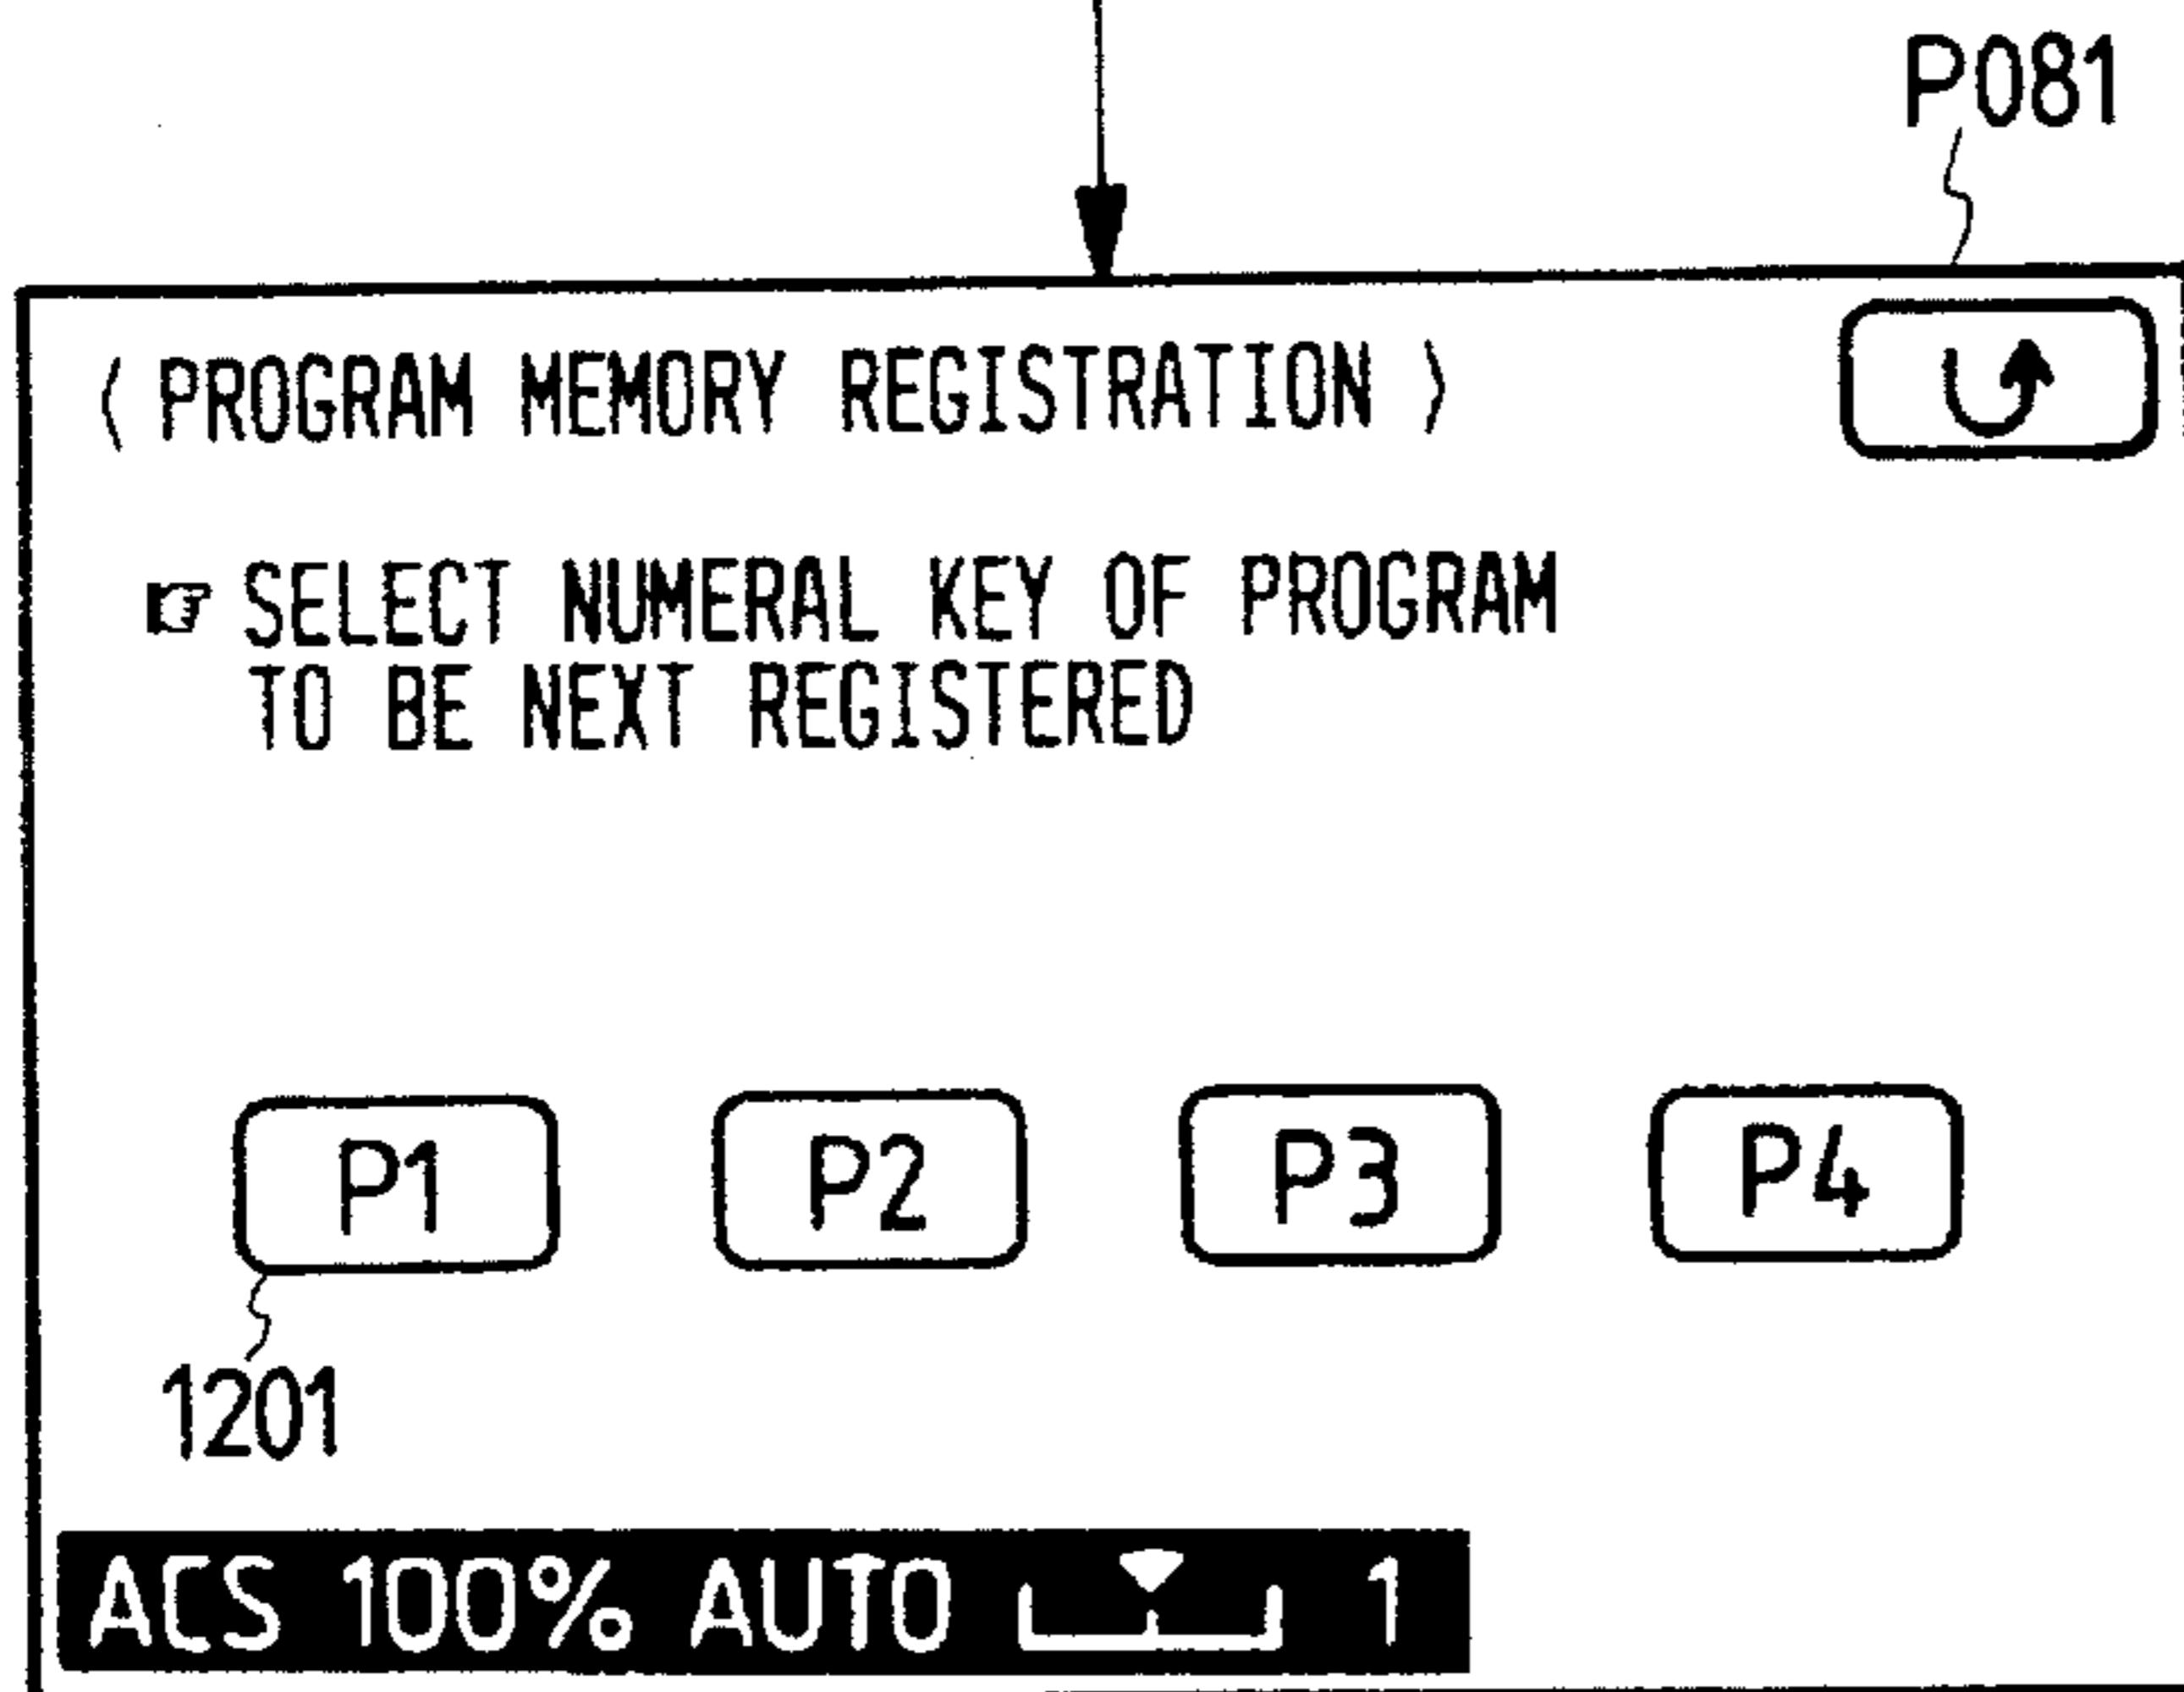 P081
⟨ PROGRAM MEMORY REGISTRATION ⟩
☞ SELECT NUMERAL KEY OF PROGRAM
TO BE NEXT REGISTERED
P1 P2 P3 P4
1201
ACS 100% AUTO 1